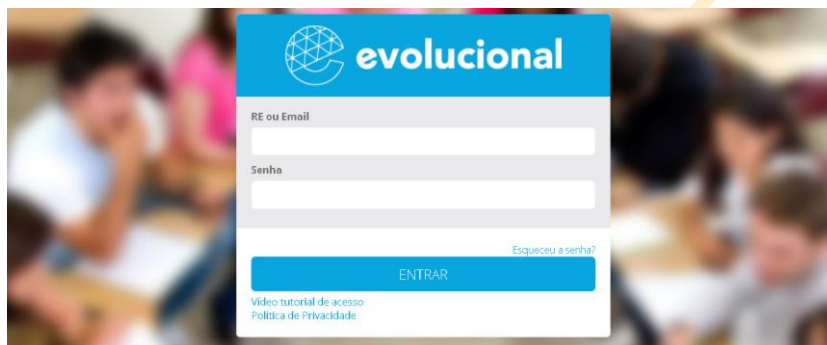 evolucional
RE ou Email
Senha
Esqueceu a senha?
ENTRAR
Vídeo tutorial de acesso
Política de Privacidade